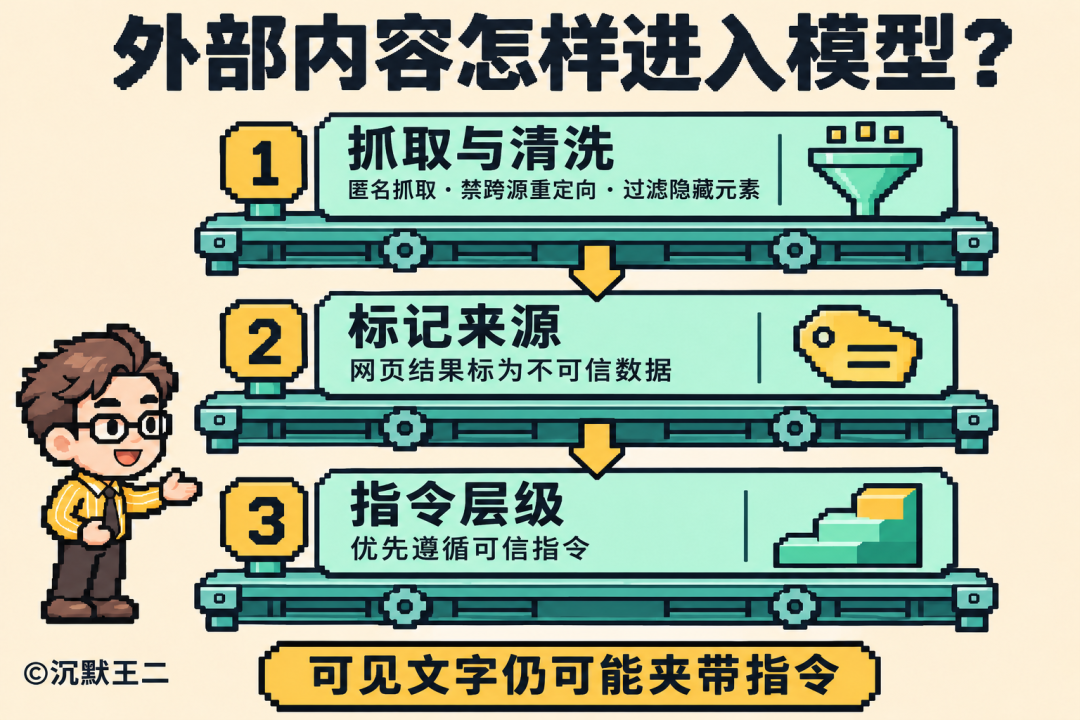 外部内容怎样进入模型?
1
抓取与清洗
匿名抓取·禁跨源重定向·过滤隐藏元素
2
标记来源
网页结果标为不可信数据
3
指令层级
优先遵循可信指令
©沉默王二
可见文字仍可能夹带指令